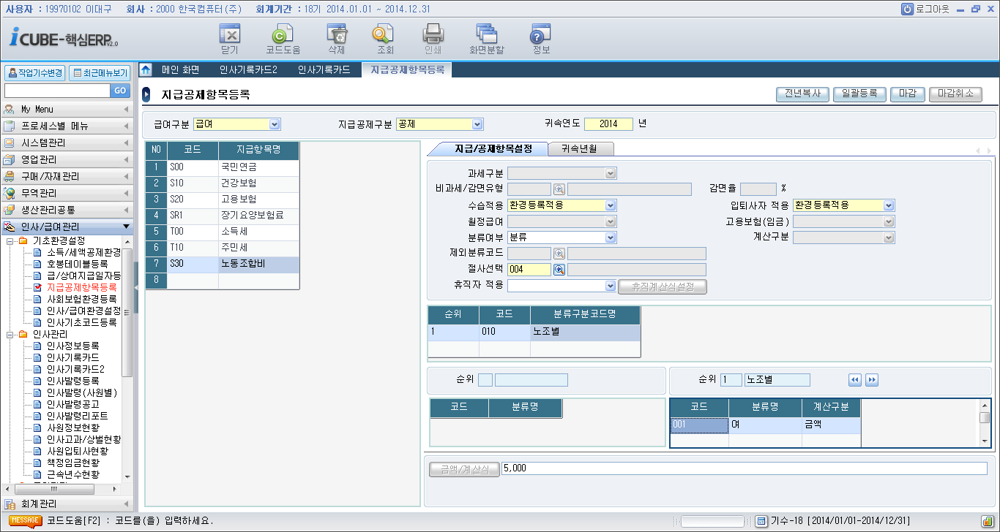 사용자 : 19970102 이대구 회사 : 2000 한국컴퓨터(주) 회계기간 : 18기 2014.01.01 ~ 2014.12.31 로그아웃
iCUBE-핵심ERP v2.0
닫기 코드도움 삭제 조회 인쇄 화면분할 정보
작업기수변경 최근메뉴보기
GO
My Menu
프로세스별 메뉴
시스템관리
영업관리
구매/자재관리
무역관리
생산관리공통
인사/급여관리
기초환경설정
소득/세액공제환경
호봉테이블등록
급/상여지급일자등
지급공제항목등록
사회보험환경등록
인사/급여환경설정
인사기초코드등록
인사관리
인사정보등록
인사기록카드
인사기록카드2
인사발령등록
인사발령(사원별)
인사발령공고
인사발령리포트
사원정보현황
인사고과/상벌현황
사원입퇴사현황
책정임금현황
근속년수현황
회계관리
메인 화면 인사기록카드2 인사기록카드 지급공제항목등록
지급공제항목등록 전년복사 일괄등록 마감 마감취소
급여구분 급여 지급공제구분 공제 귀속연도 2014 년
NO 코드 지급항목명
1 S00 국민연금
2 S10 건강보험
3 S20 고용보험
4 SR1 장기요양보험료
5 T00 소득세
6 T10 주민세
7 S30 노동조합비
8
지급/공제항목설정 귀속년월
과세구분
비과세/감면유형 감면율 %
수습적용 환경등록적용 입퇴사자 적용 환경등록적용
월정급여 고용보험(임금)
분류여부 분류 계산구분
제외분류코드
절사선택 004
휴직자 적용 휴직계산식설정
순위 코드 분류구분코드명
1 010 노조별
순위
코드 분류명
순위 1 노조별
코드 분류명 계산구분
001 여 금액
금액/계산식 5,000
MESSAGE 코드도움[F2] : 코드를(을) 입력하세요. 기수-18 [2014/01/01-2014/12/31]